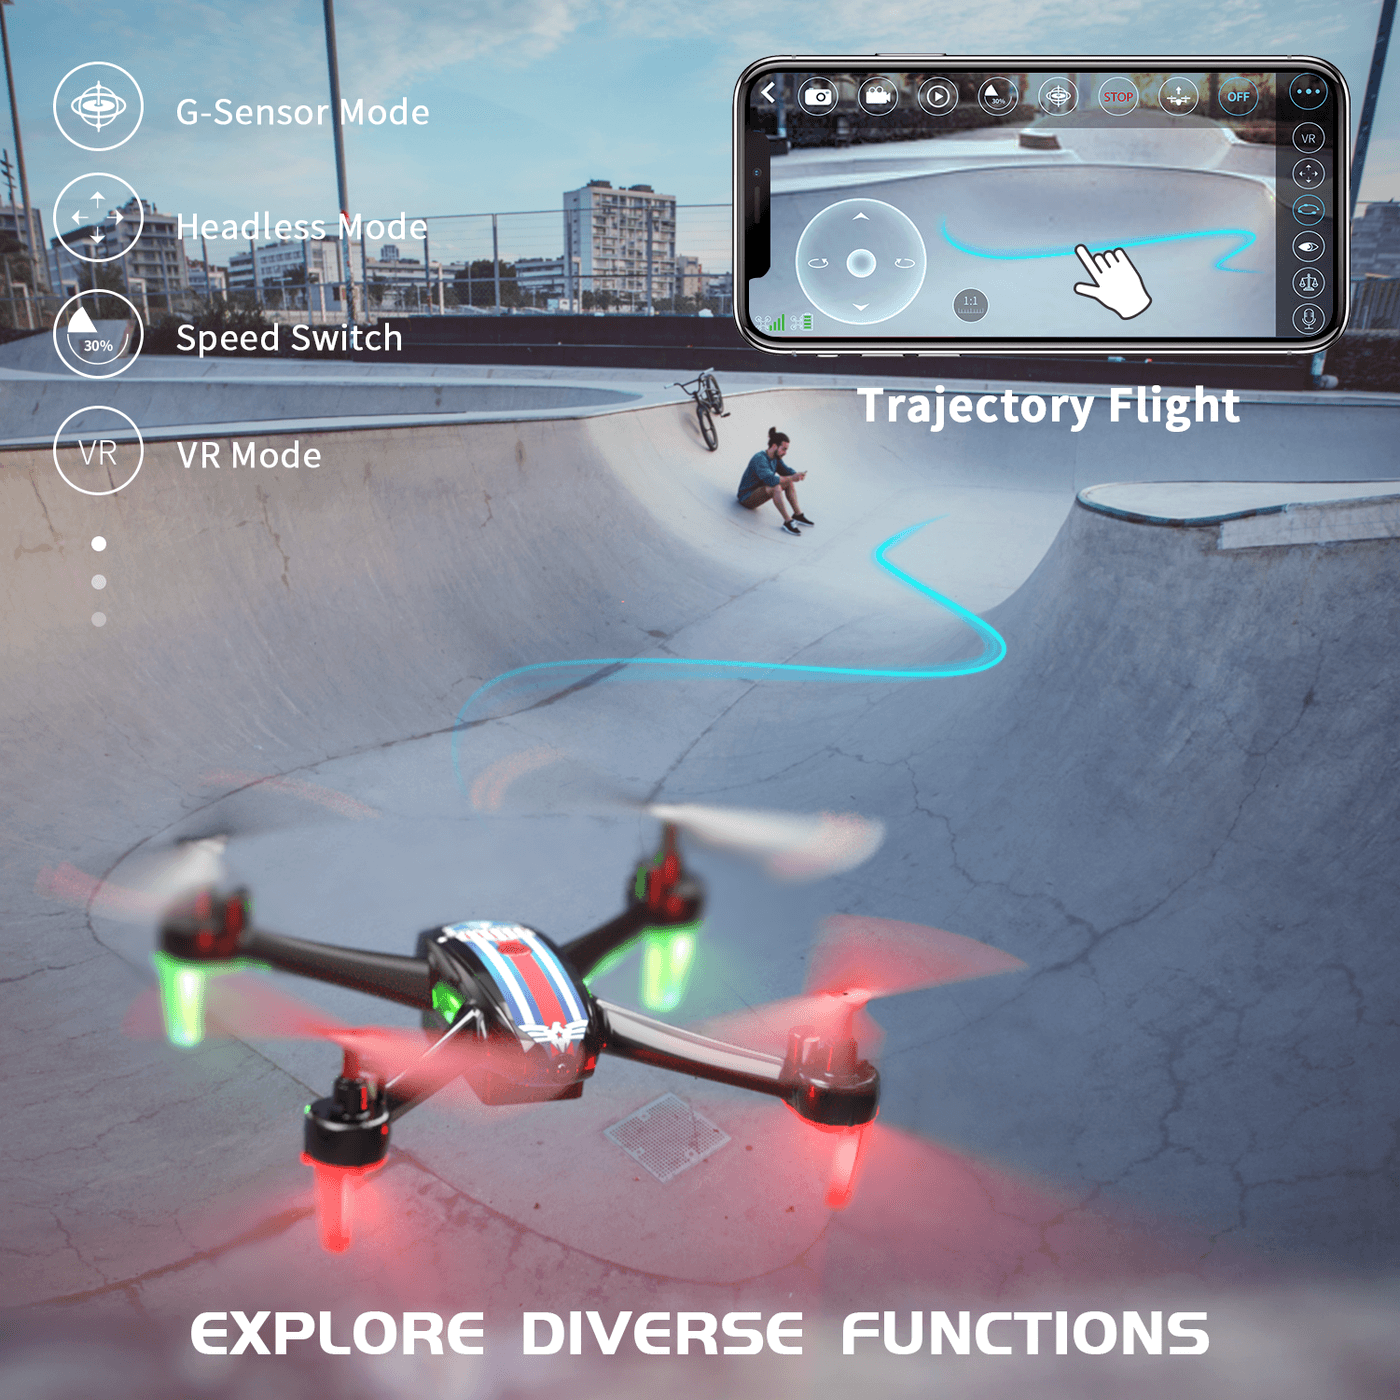 G-Sensor Mode
Headless Mode
30%
Speed Switch
VR
VR Mode
30%
STOP
OFF
VR
1:1
Trajectory Flight
EXPLORE DIVERSE FUNCTIONS